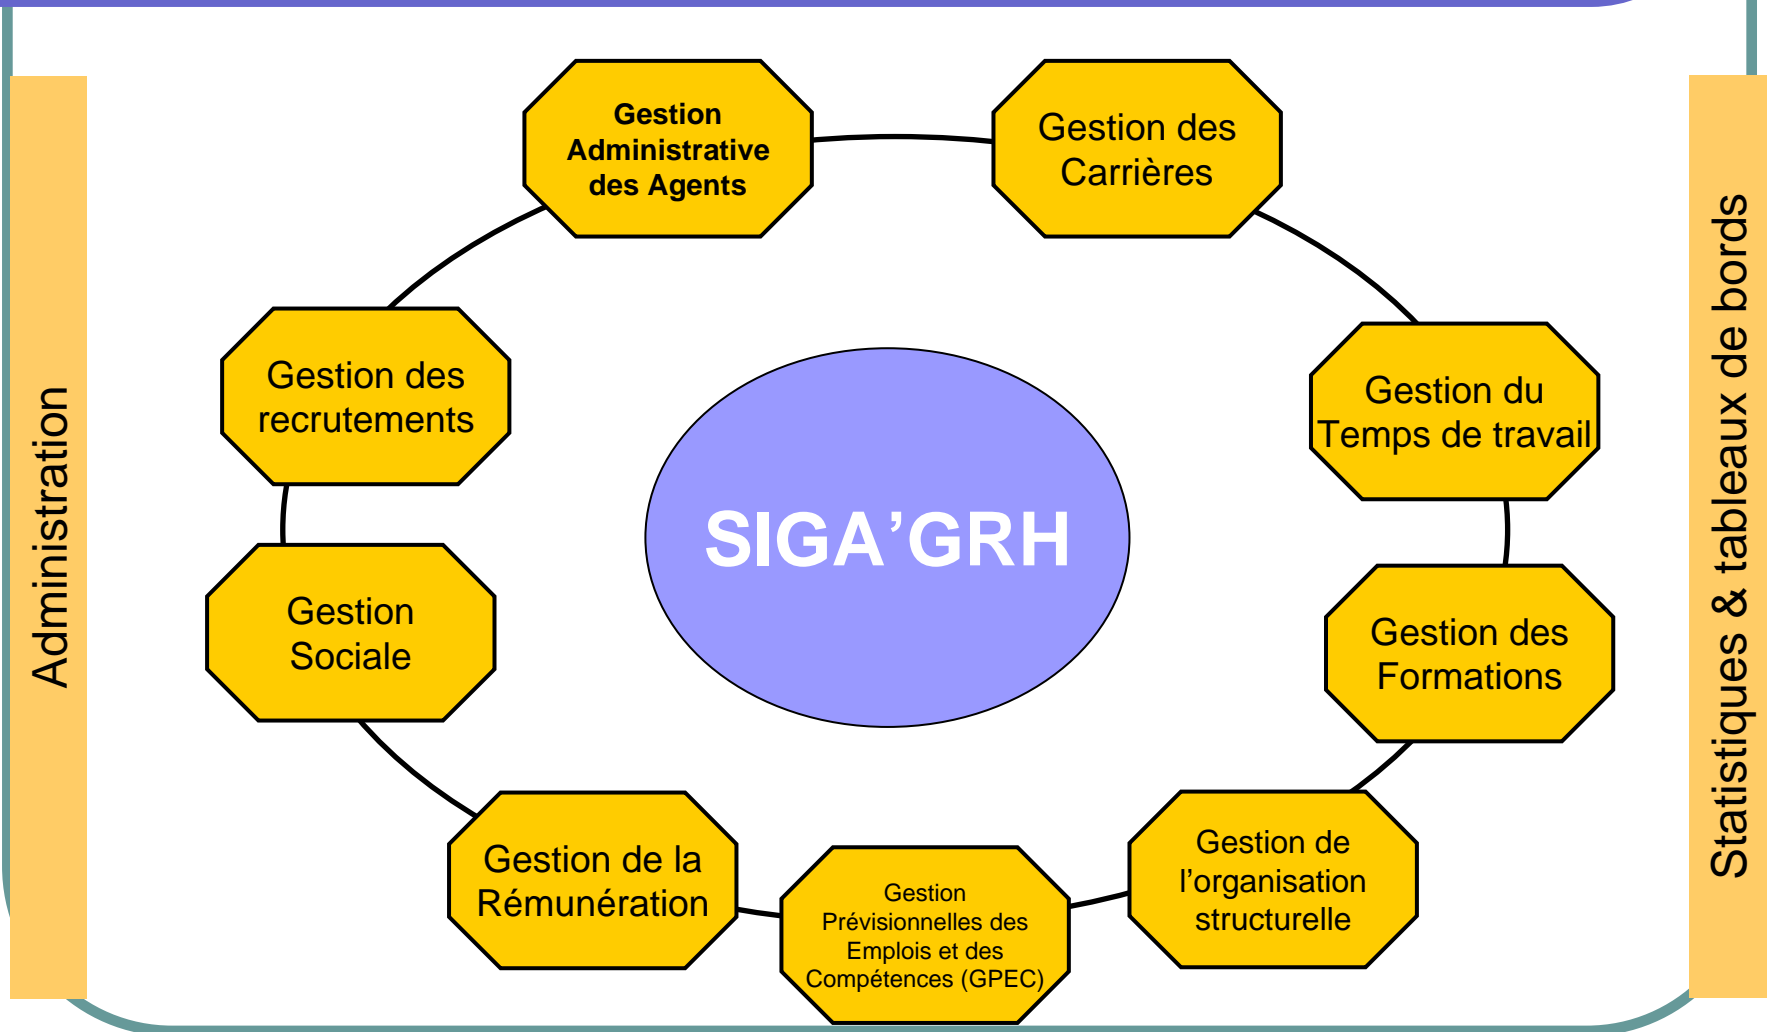 Gestion
Administrative
des Agents
Gestion des
Carrières
Gestion des
recrutements
Gestion du
Temps de travail
SIGA’GRH
Gestion
Sociale
Gestion des
Formations
Gestion de la
Rémunération
Gestion
Prévisionnelles des
Emplois et des
Compétences (GPEC)
Gestion de
l’organisation
structurelle
Administration
Statistiques & tableaux de bords